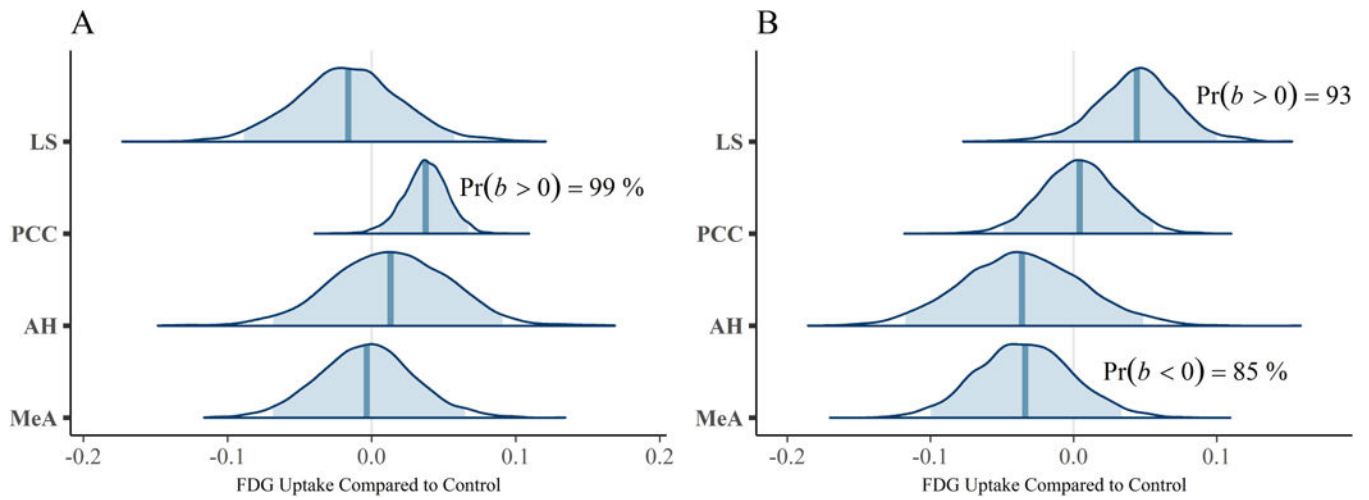 A
LS
PCC
AH
MeA
Pr(b > 0) = 99 %
-0.2 -0.1 0.0 0.1 0.2
FDG Uptake Compared to Control
B
LS
PCC
AH
MeA
Pr(b > 0) = 93
Pr(b < 0) = 85 %
-0.2 -0.1 0.0 0.1
FDG Uptake Compared to Control